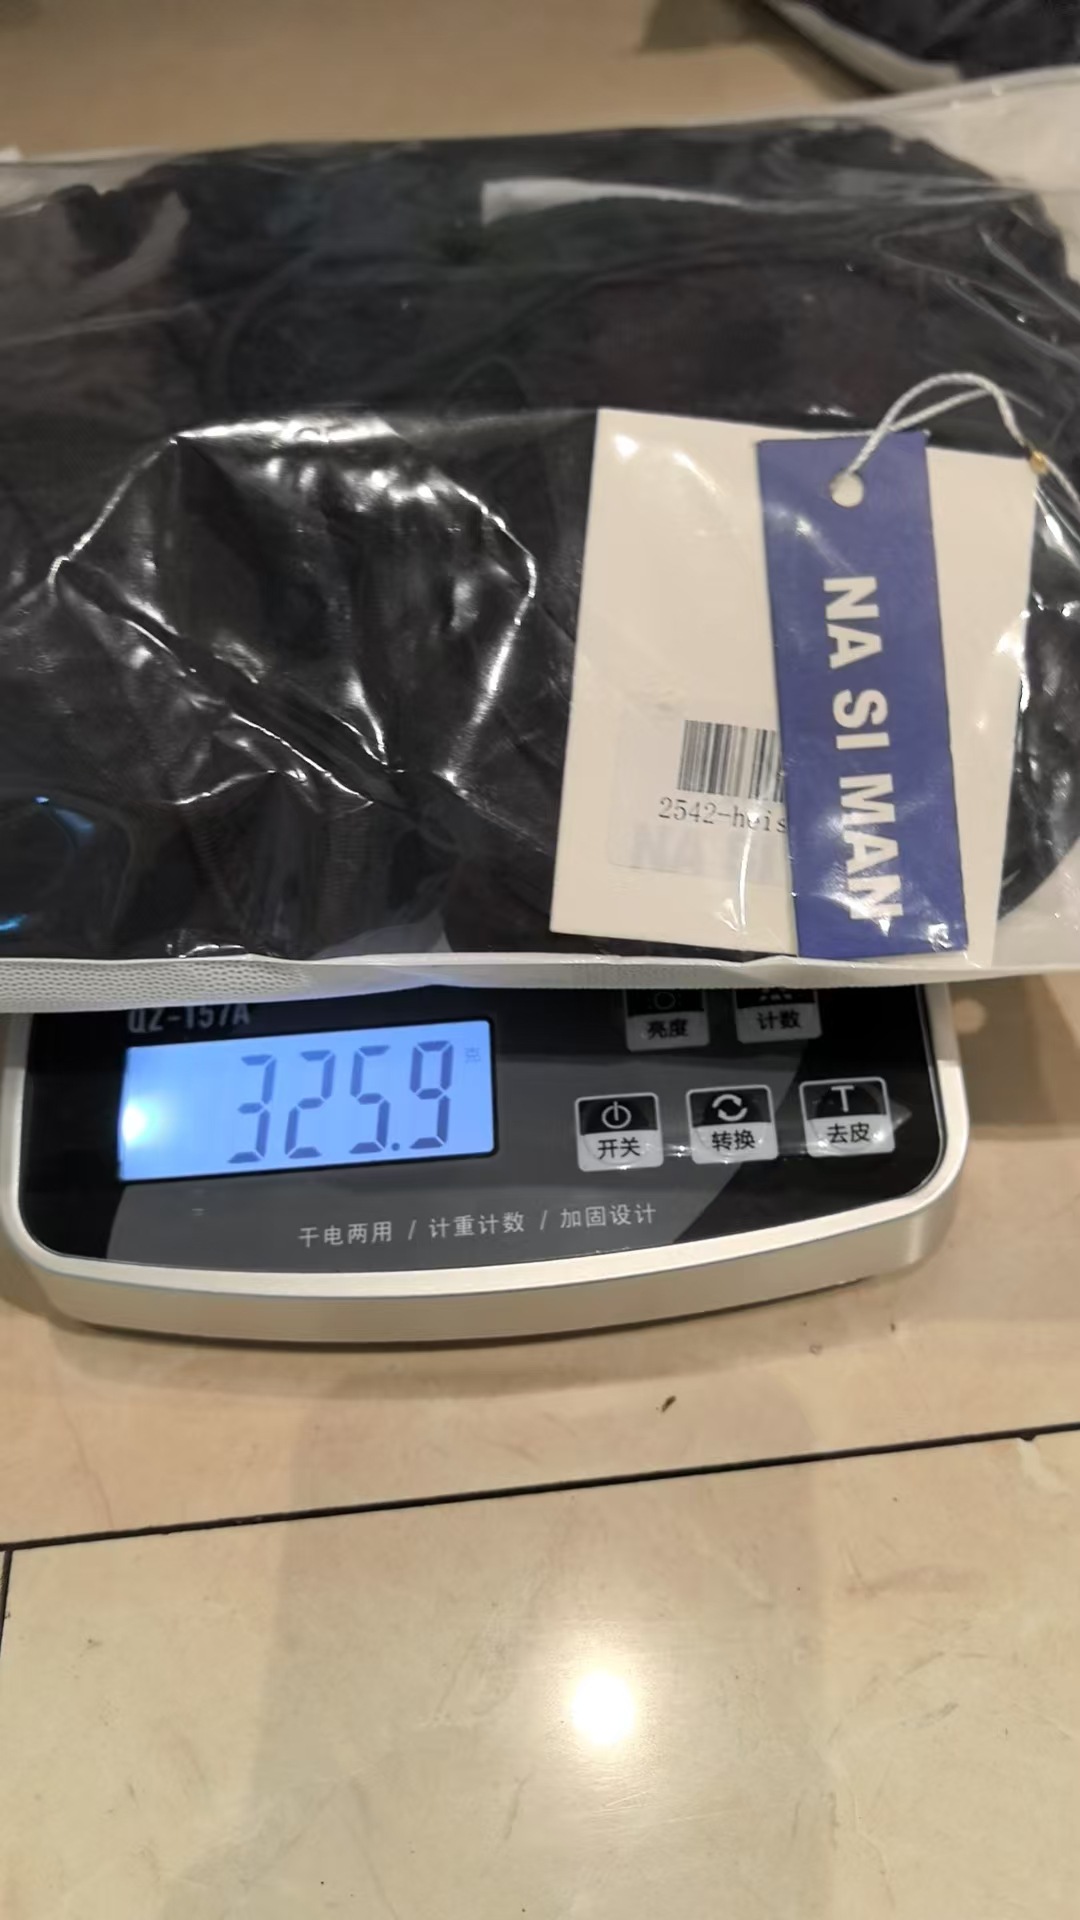 NA SI MAN
2542-heis
QZ-157A
亮度
计数
325.9
克
开关
转换
T
去皮
干电两用 / 计重计数 / 加固设计